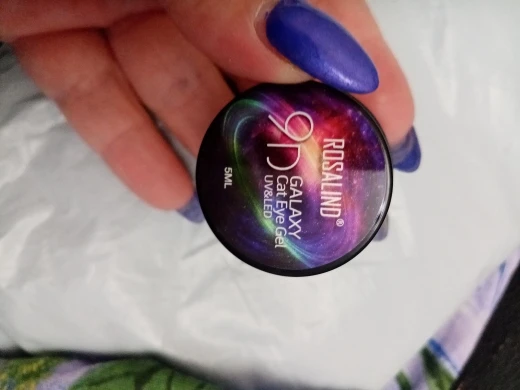 ROSALIND®
9D
GALAXY
Cat Eye Gel
UV&LED
5ML